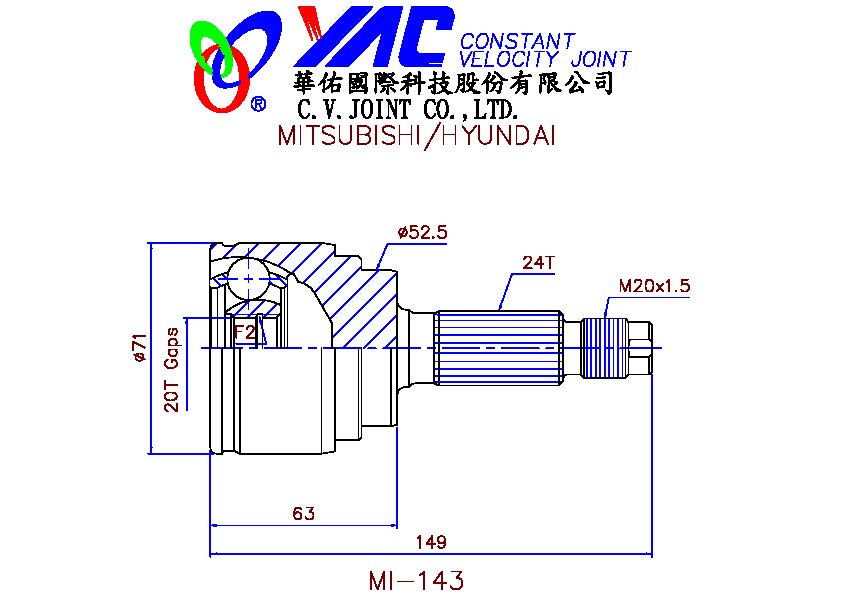 YAC CONSTANT
VELOCITY JOINT
®
華佑國際科技股份有限公司
C.V.JOINT CO.,LTD.
MITSUBISHI/HYUNDAI
ø52.5
24T
M20x1.5
F2
ø71
20T Gaps
63
149
MI-143